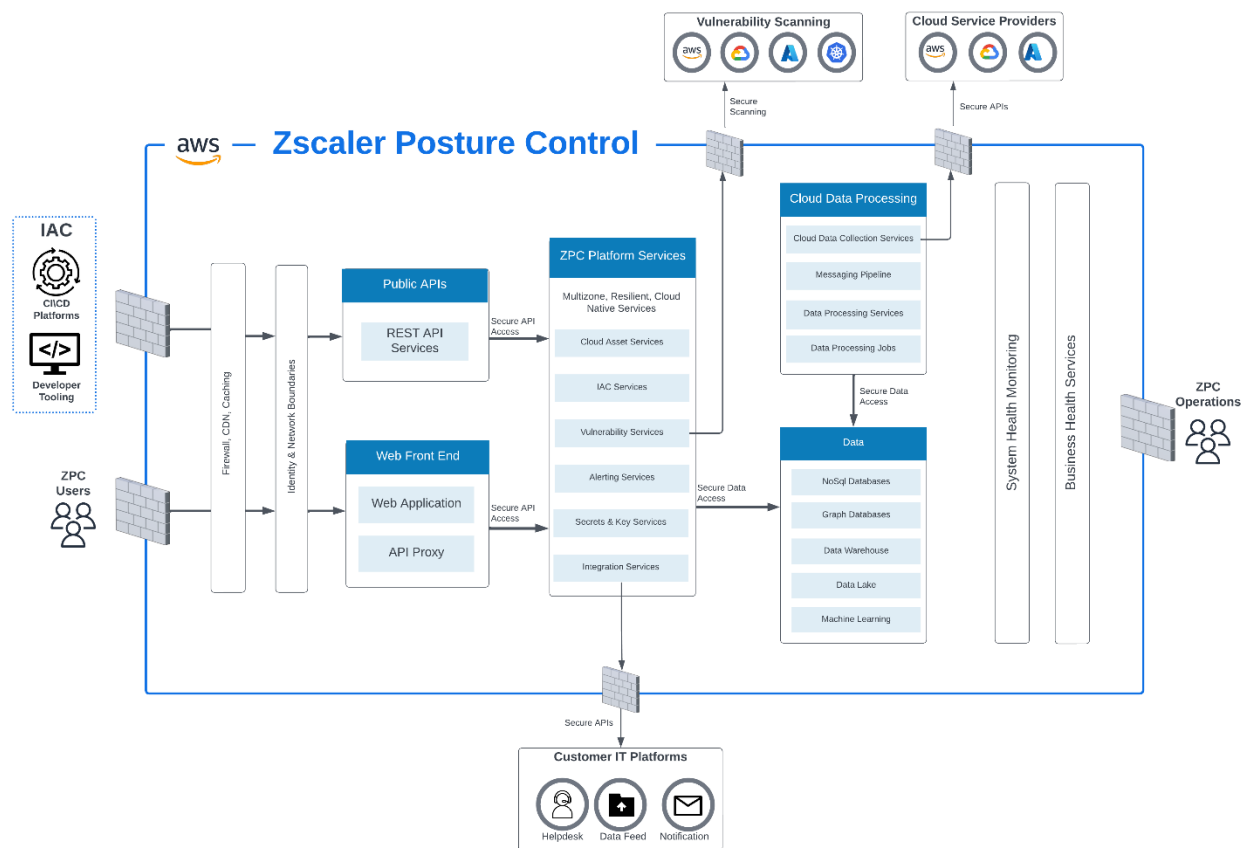 Vulnerability Scanning
aws
Cloud Service Providers
aws
Secure
Scanning
Secure APIs
aws
Zscaler Posture Control
IAC
CI\CD
Platforms
</>
Developer
Tooling
ZPC
Users
Firewall, CDN, Caching
Identity & Network Boundaries
Public APIs
REST API
Services
Web Front End
Web Application
API Proxy
Secure API
Access
Secure API
Access
ZPC Platform Services
Multizone, Resilient, Cloud
Native Services
Cloud Asset Services
IAC Services
Vulnerability Services
Alerting Services
Secrets & Key Services
Integration Services
Secure Data
Access
Cloud Data Processing
Cloud Data Collection Services
Messaging Pipeline
Data Processing Services
Data Processing Jobs
Secure Data
Access
Data
NoSql Databases
Graph Databases
Data Warehouse
Data Lake
Machine Learning
System Health Monitoring
Business Health Services
ZPC
Operations
Secure APIs
Customer IT Platforms
Helpdesk
Data Feed
Notification